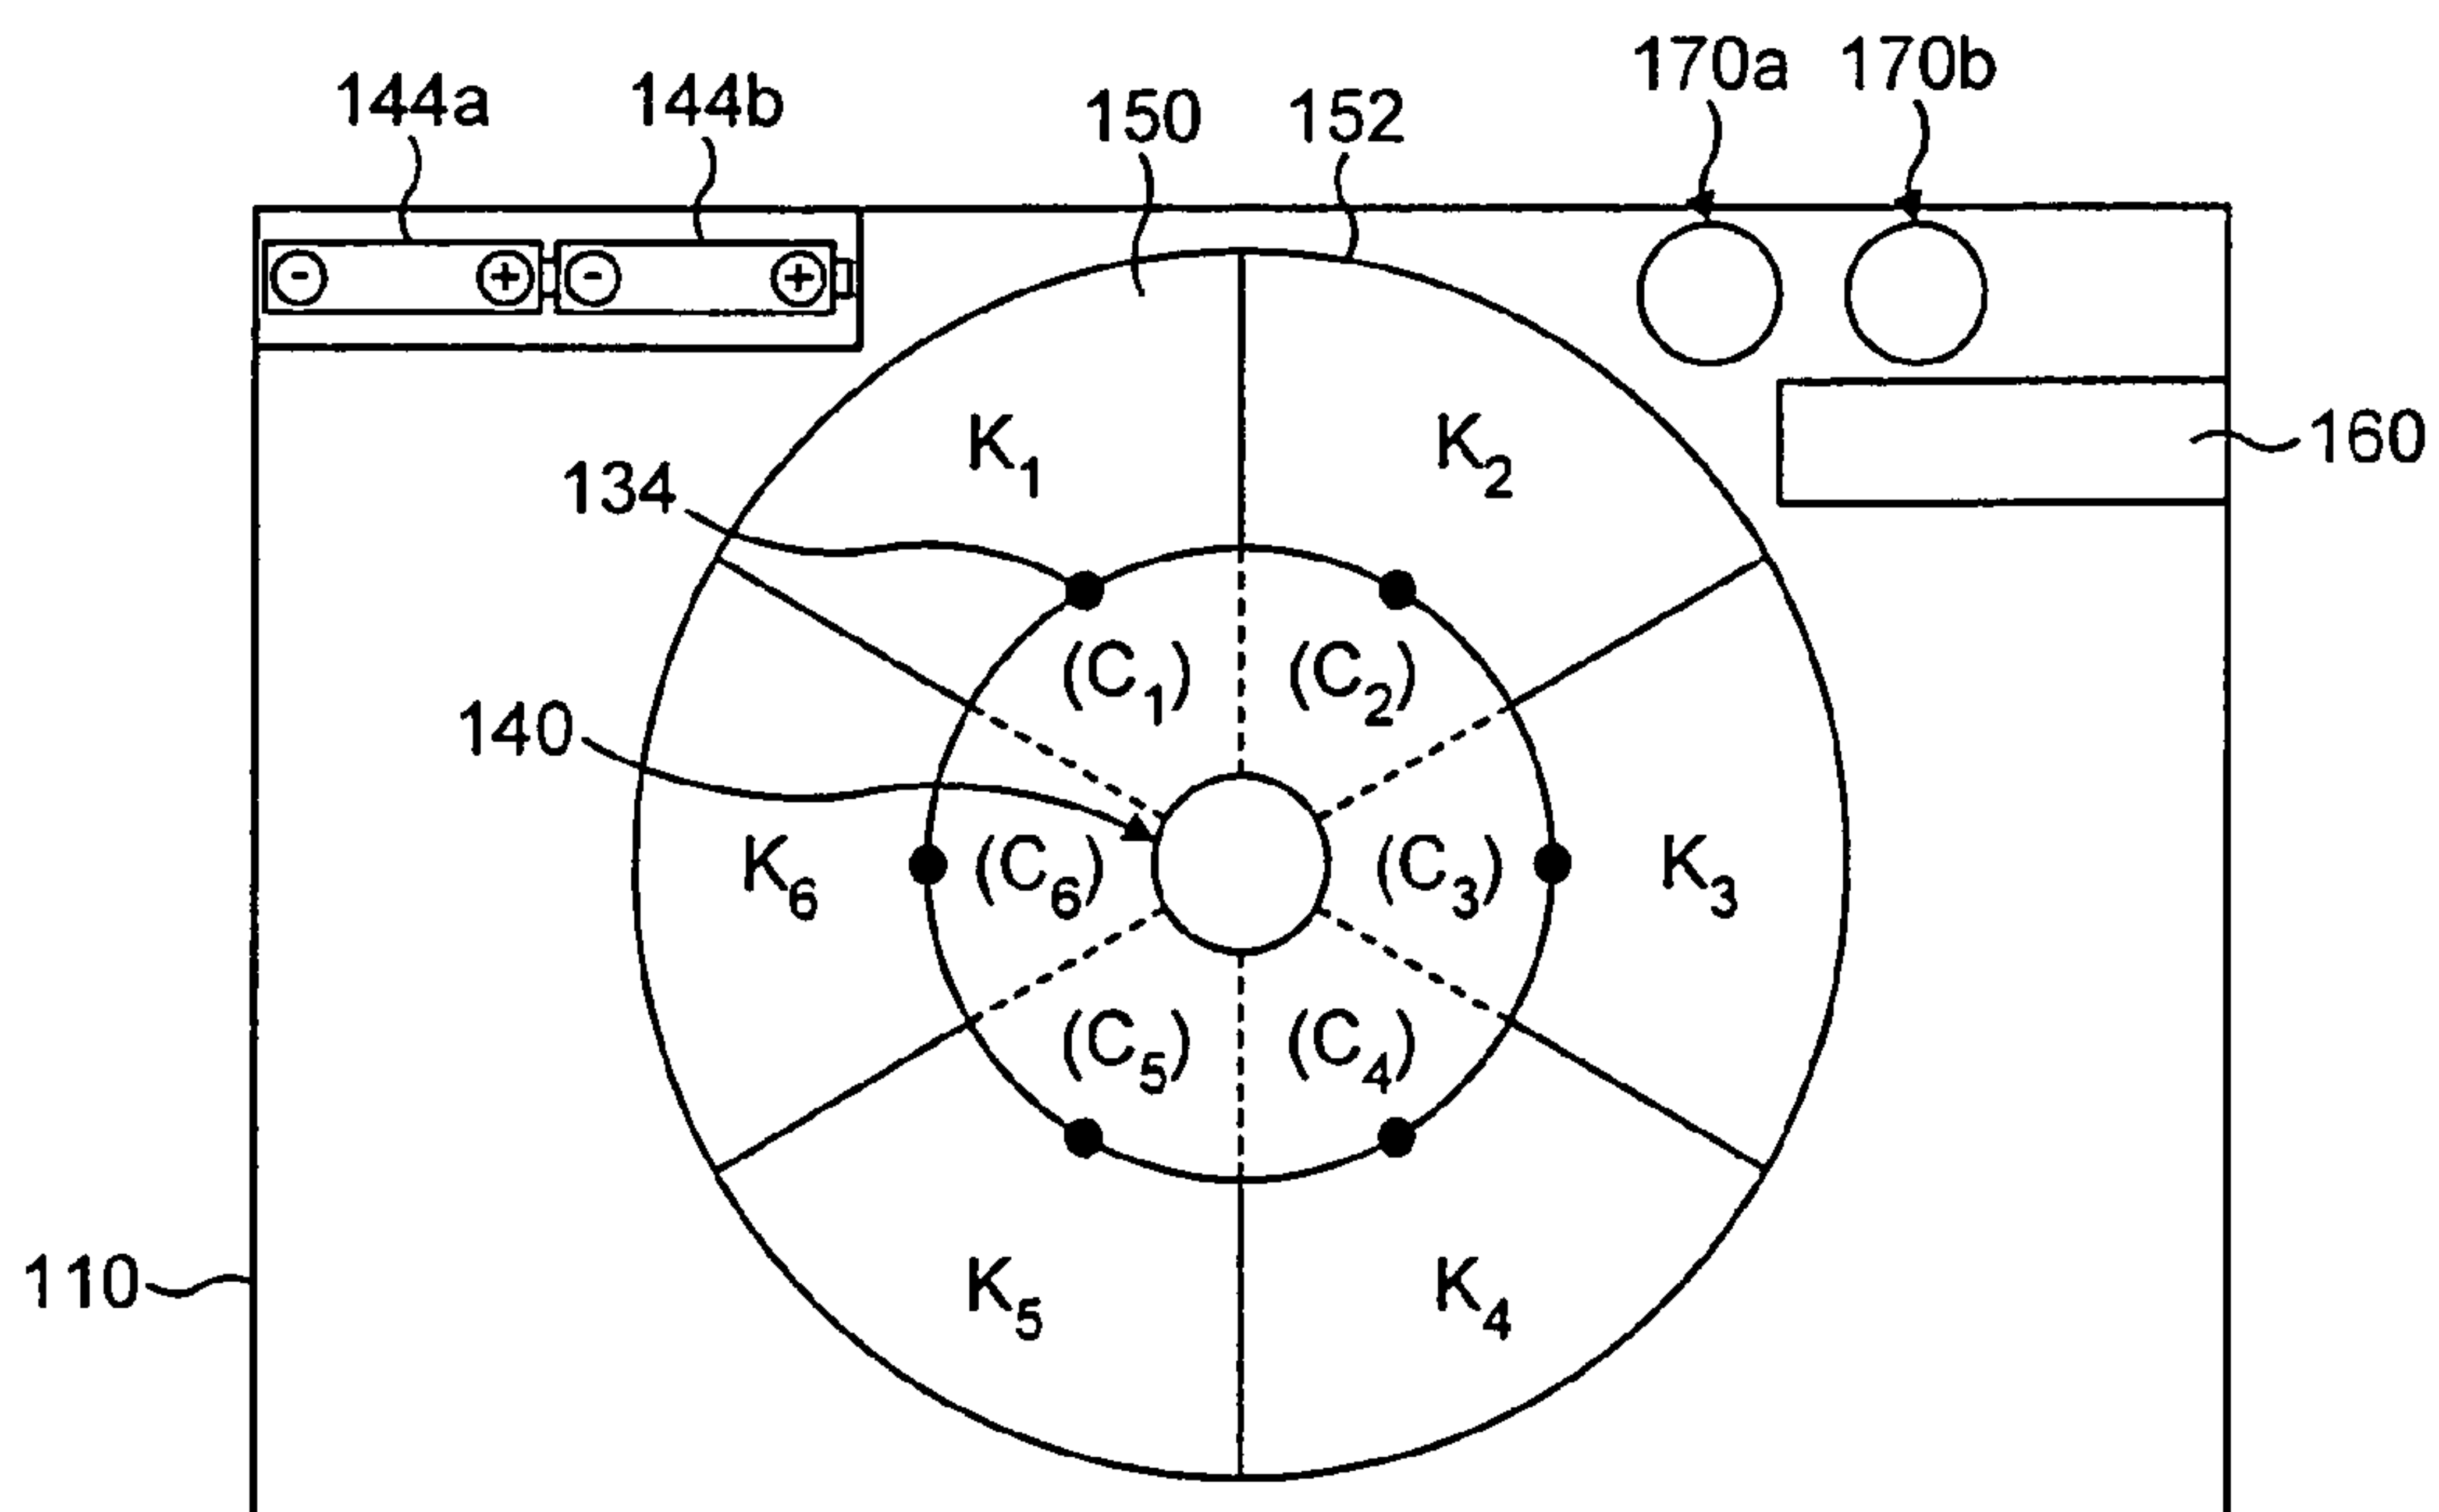 170a 170b
144a 144b 150 152
- + - +
K1 K2
160
134
(C1) (C2)
140
K6 (C6) (C3) K3
(C5) (C4)
110
K5 K4